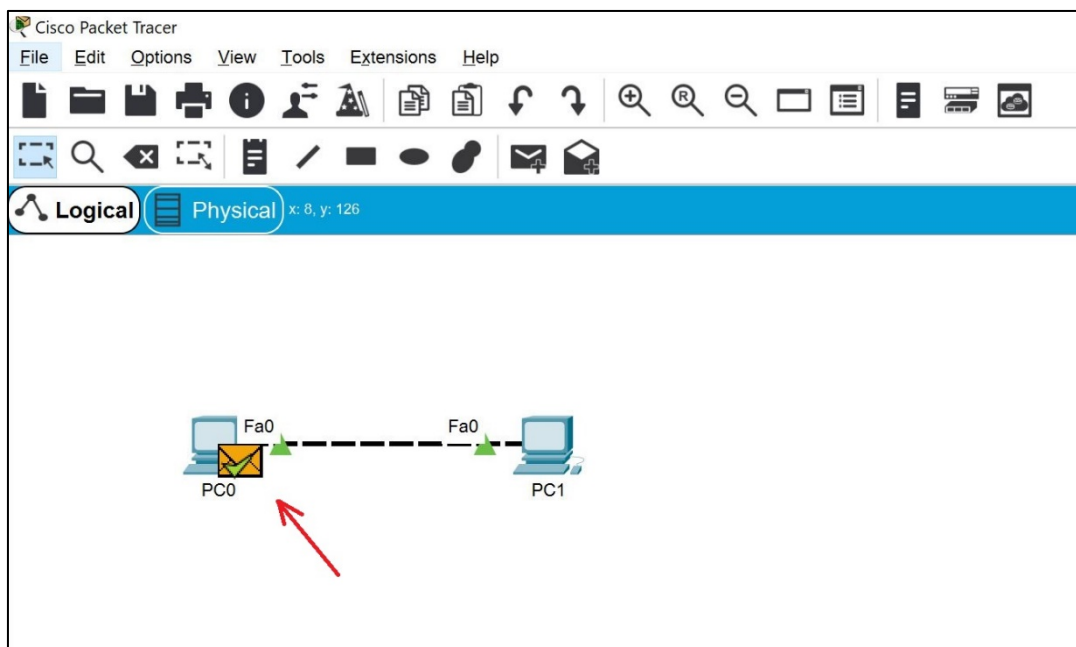 Cisco Packet Tracer
File Edit Options View Tools Extensions Help
R
Logical Physical x: 8, y: 126
Fa0 Fa0
PC0 PC1